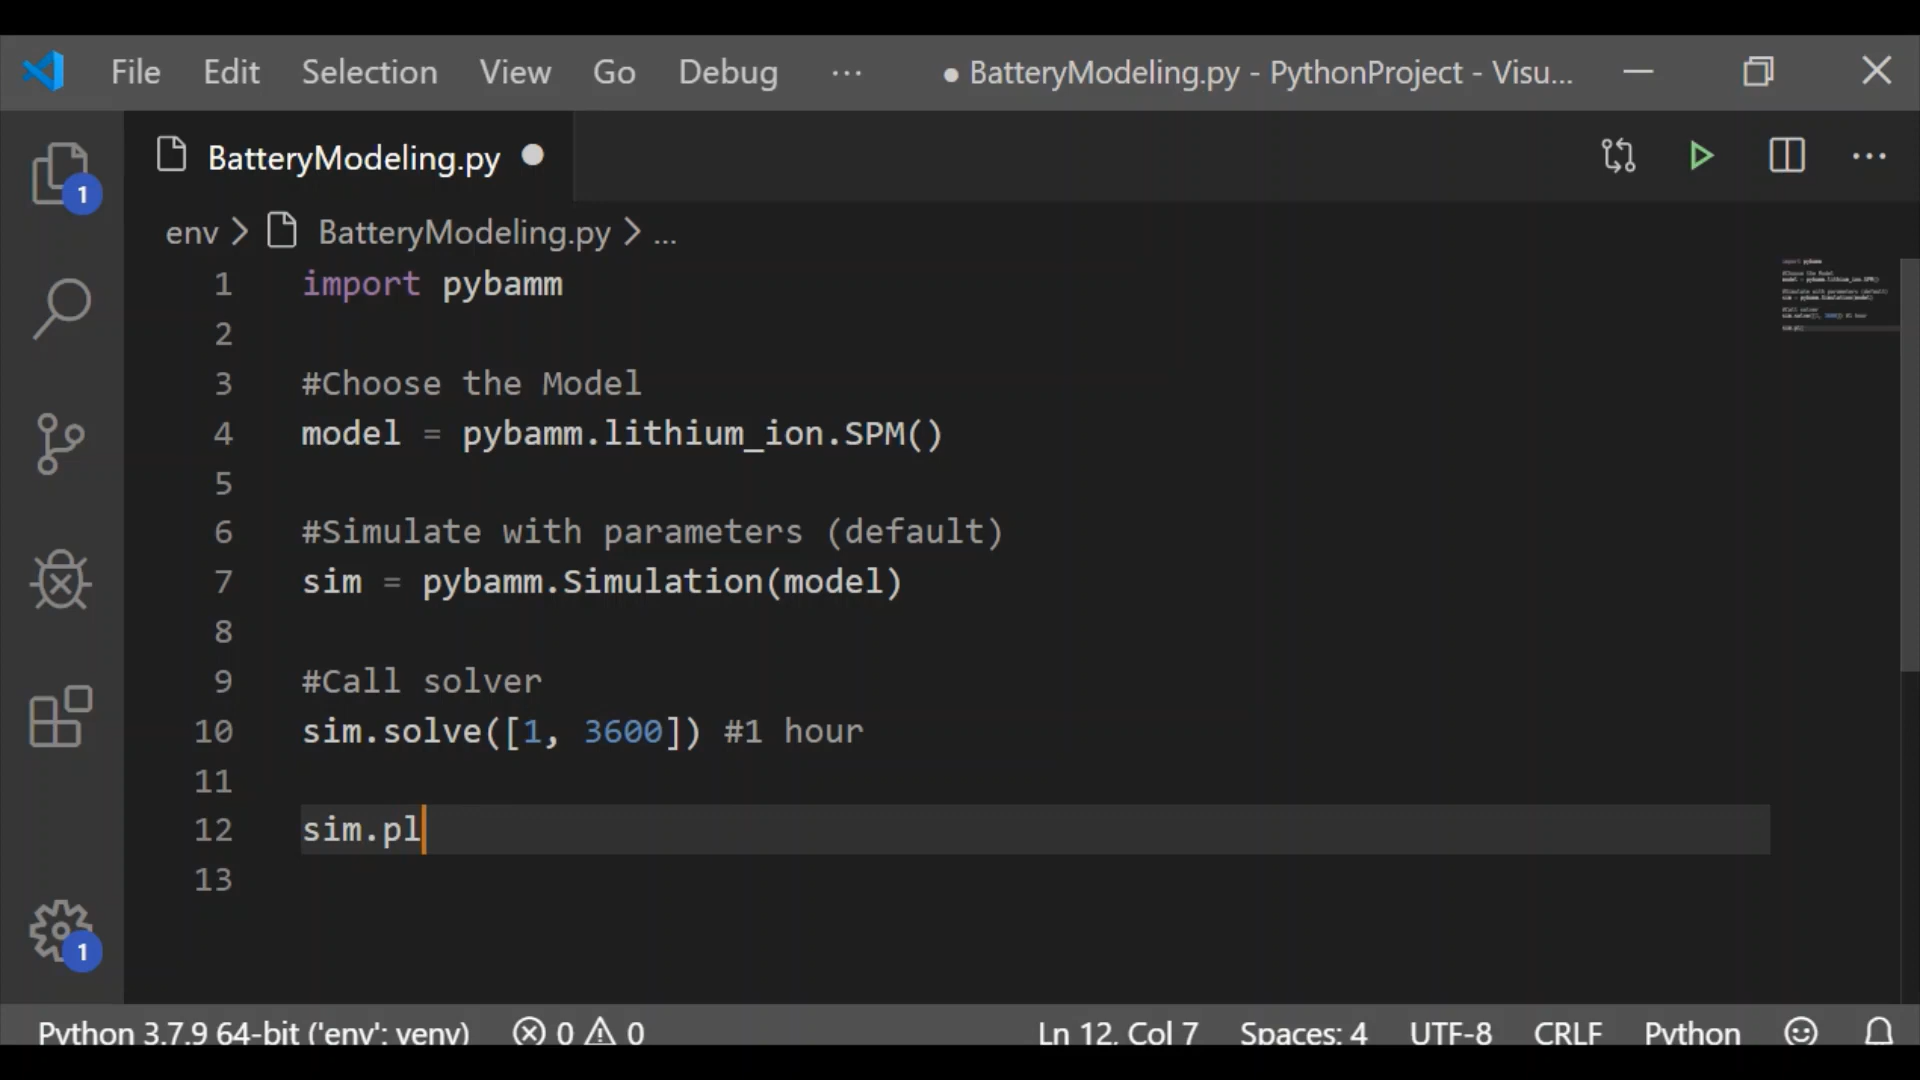 File Edit Selection View Go Debug ··· ● BatteryModeling.py - PythonProject - Visu...
BatteryModeling.py ●
1
env > BatteryModeling.py > ...
1 import pybamm
2
3 #Choose the Model
4 model = pybamm.lithium_ion.SPM()
5
6 #Simulate with parameters (default)
7 sim = pybamm.Simulation(model)
8
9 #Call solver
10 sim.solve([1, 3600]) #1 hour
11
12 sim.pl
13
1
Python 3.7.9 64-bit ('env': venv) 0 0 Ln 12, Col 7 Spaces: 4 UTF-8 CRLF Python